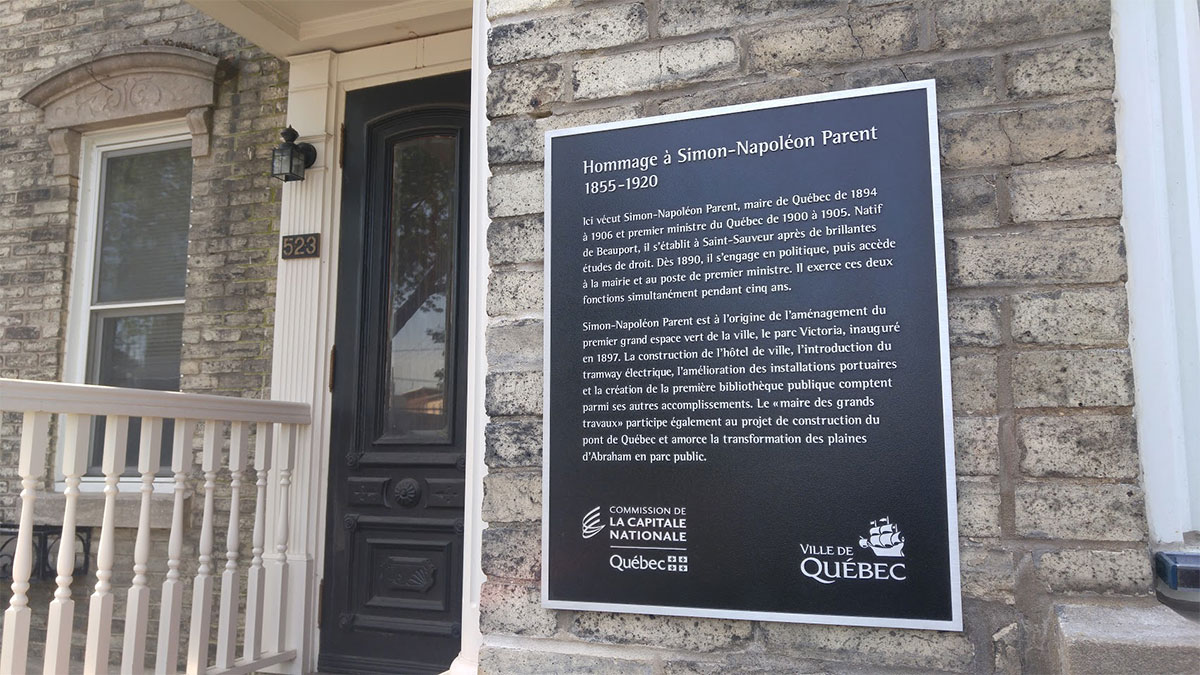 523
Hommage à Simon-Napoléon Parent
1855-1920
Ici vécut Simon-Napoléon Parent, maire de Québec de 1894
à 1906 et premier ministre du Québec de 1900 à 1905. Natif
de Beauport, il s'établit à Saint-Sauveur après de brillantes
études de droit. Dès 1890, il s'engage en politique, puis accède
à la mairie et au poste de premier ministre. Il exerce ces deux
fonctions simultanément pendant cinq ans.
Simon-Napoléon Parent est à l'origine de l'aménagement du
premier grand espace vert de la ville, le parc Victoria, inauguré
en 1897. La construction de l'hôtel de ville, l'introduction du
tramway électrique, l'amélioration des installations portuaires
et la création de la première bibliothèque publique comptent
parmi ses autres accomplissements. Le «maire des grands
travaux» participe également au projet de construction du
pont de Québec et amorce la transformation des plaines
d'Abraham en parc public.
COMMISSION DE
LA CAPITALE
NATIONALE
Québec
VILLE DE
QUÉBEC